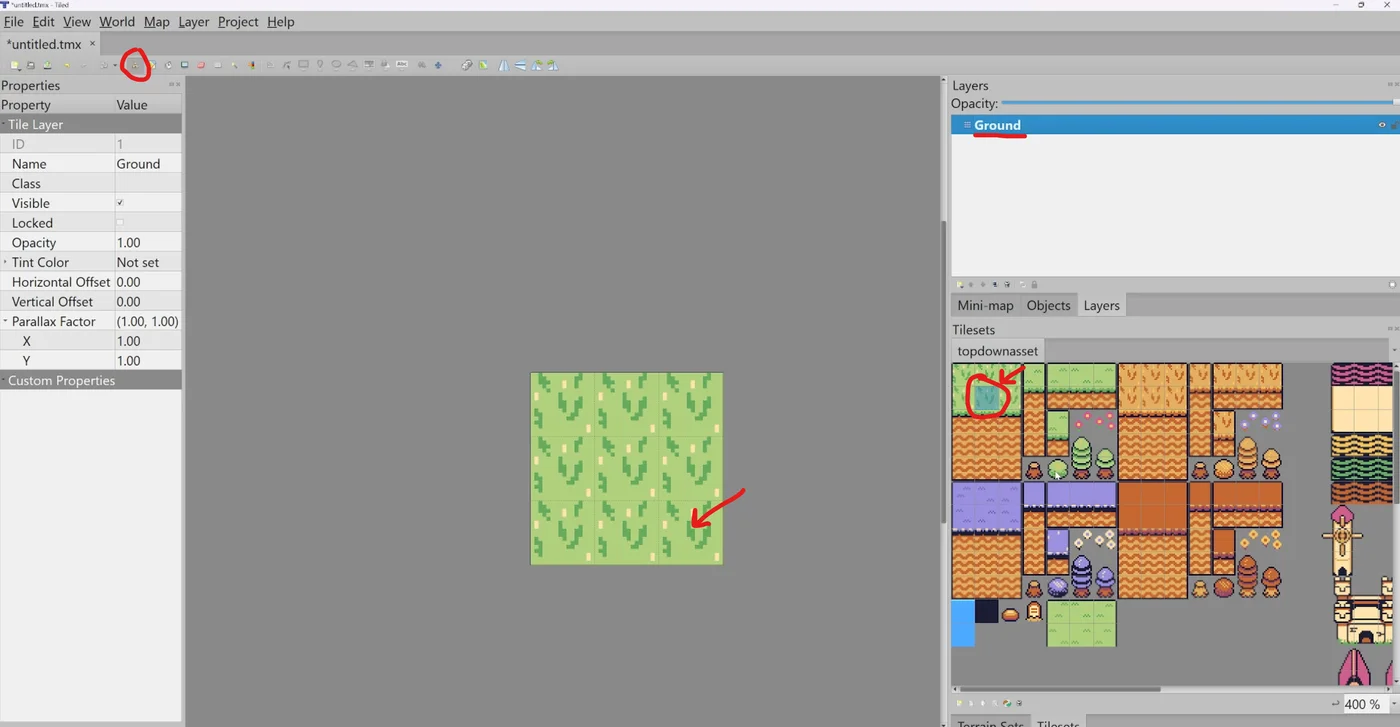 *untitled.tmx - Tiled
File Edit View World Map Layer Project Help
*untitled.tmx
Properties
Property Value
Tile Layer
ID 1
Name Ground
Class
Visible
Locked
Opacity 1.00
Tint Color Not set
Horizontal Offset 0.00
Vertical Offset 0.00
Parallax Factor (1.00, 1.00)
X 1.00
Y 1.00
Custom Properties
Layers
Opacity:
Ground
Mini-map Objects Layers
Tilesets
topdownasset
400 %
Terrain Sets Tilesets